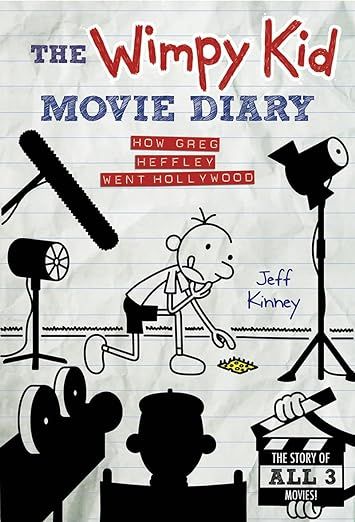 THE Wimpy Kid
MOVIE DIARY
HOW GREG
HEFFLEY
WENT HOLLYWOOD
Jeff
Kinney
THE STORY OF
ALL 3
MOVIES!